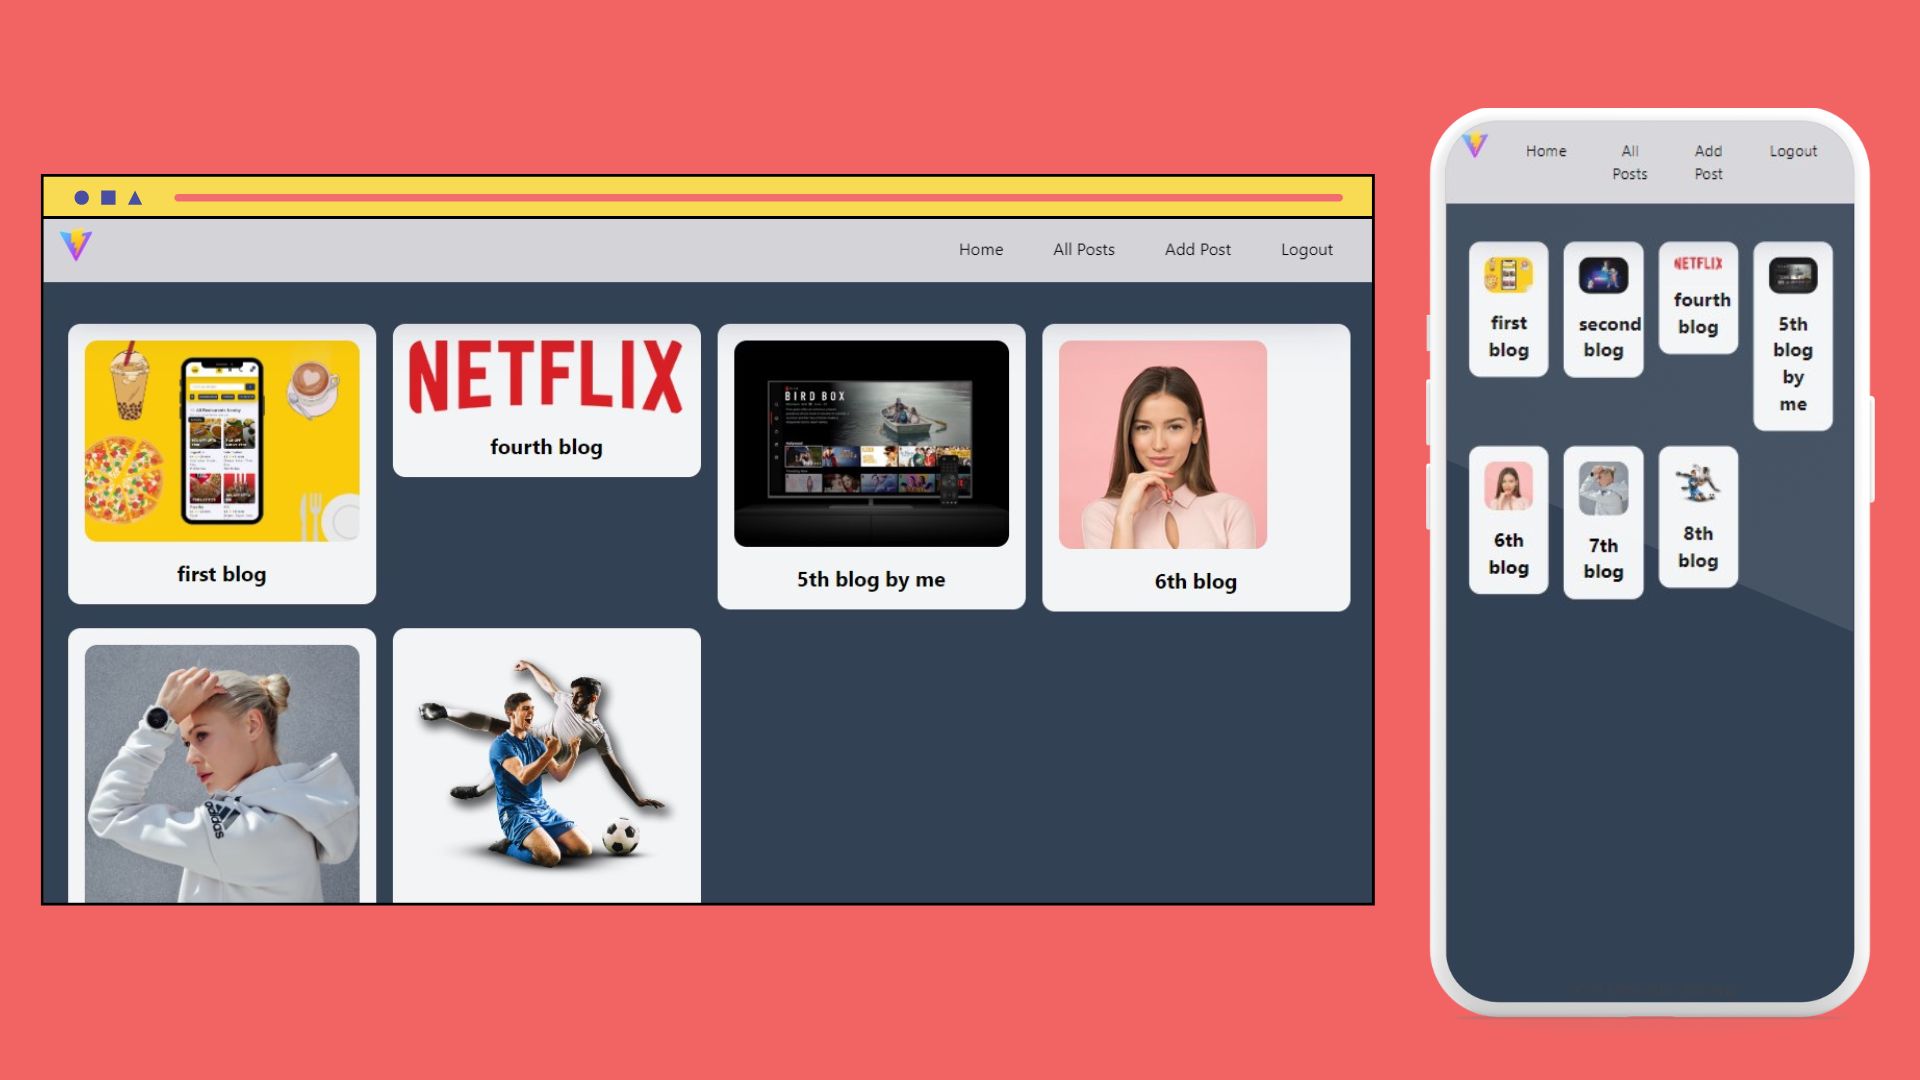 Home
All Posts
Add Post
Logout
NETFLIX
fourth blog
BIRD BOX
first blog
5th blog by me
6th blog
adidas
Home
All
Posts
Add
Post
Logout
first
blog
second
blog
NETFLIX
fourth
blog
5th
blog
by
me
6th
blog
7th
blog
8th
blog